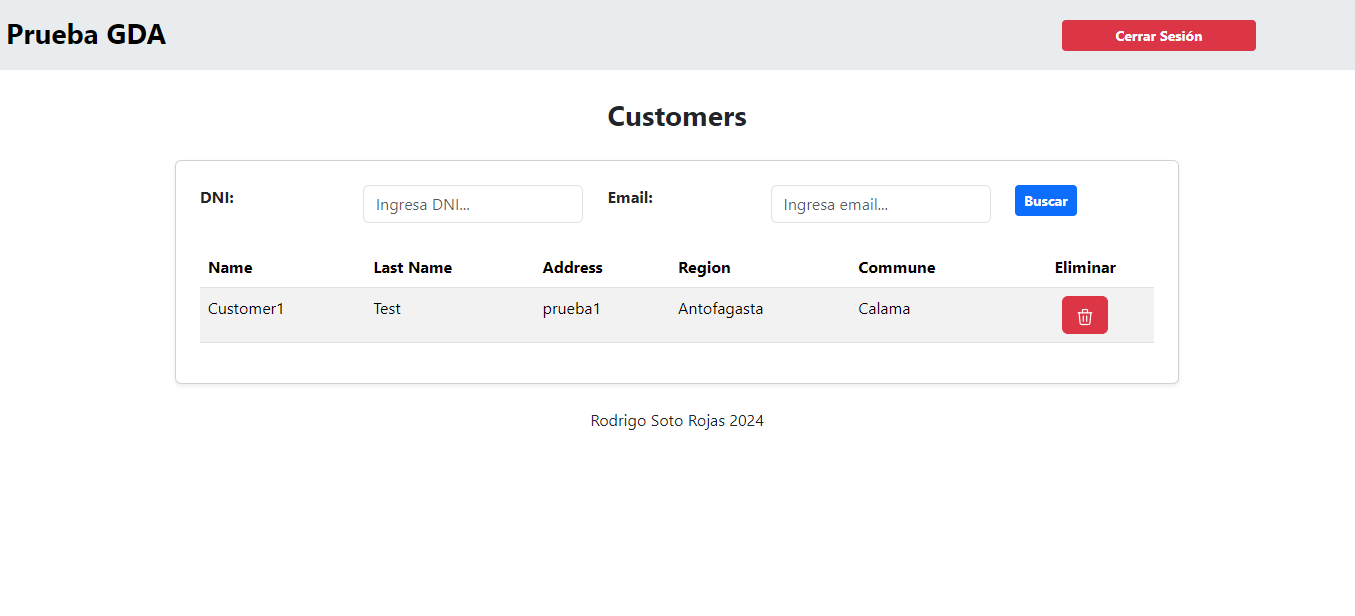 Prueba GDA
Cerrar Sesión
Customers
DNI:
Ingresa DNI...
Email:
Ingresa email...
Buscar
Name Last Name Address Region Commune Eliminar
Customer1 Test prueba1 Antofagasta Calama
Rodrigo Soto Rojas 2024